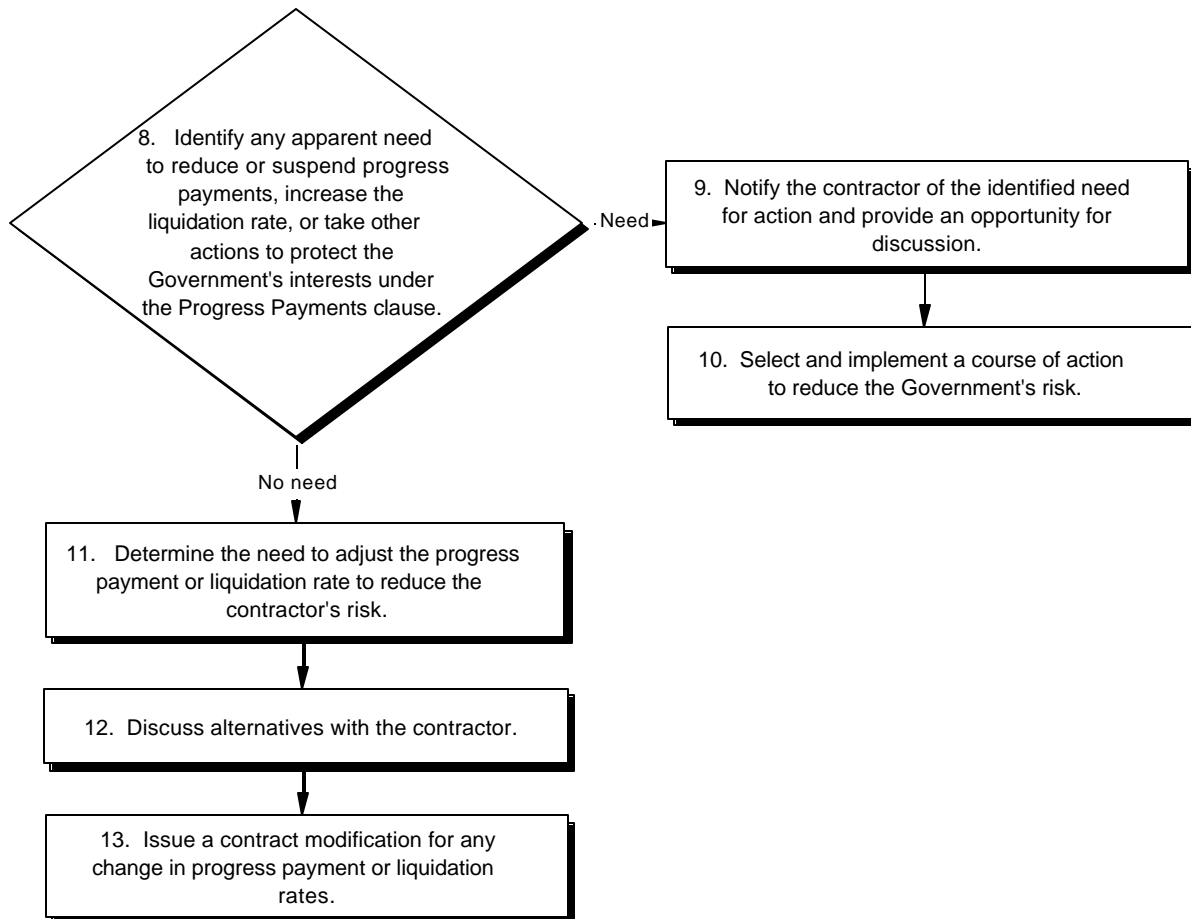 8. Identify any apparent need
to reduce or suspend progress
payments, increase the
liquidation rate, or take other
actions to protect the
Government's interests under
the Progress Payments clause.
Need
9. Notify the contractor of the identified need
for action and provide an opportunity for
discussion.
10. Select and implement a course of action
to reduce the Government's risk.
No need
11. Determine the need to adjust the progress
payment or liquidation rate to reduce the
contractor's risk.
12. Discuss alternatives with the contractor.
13. Issue a contract modification for any
change in progress payment or liquidation
rates.